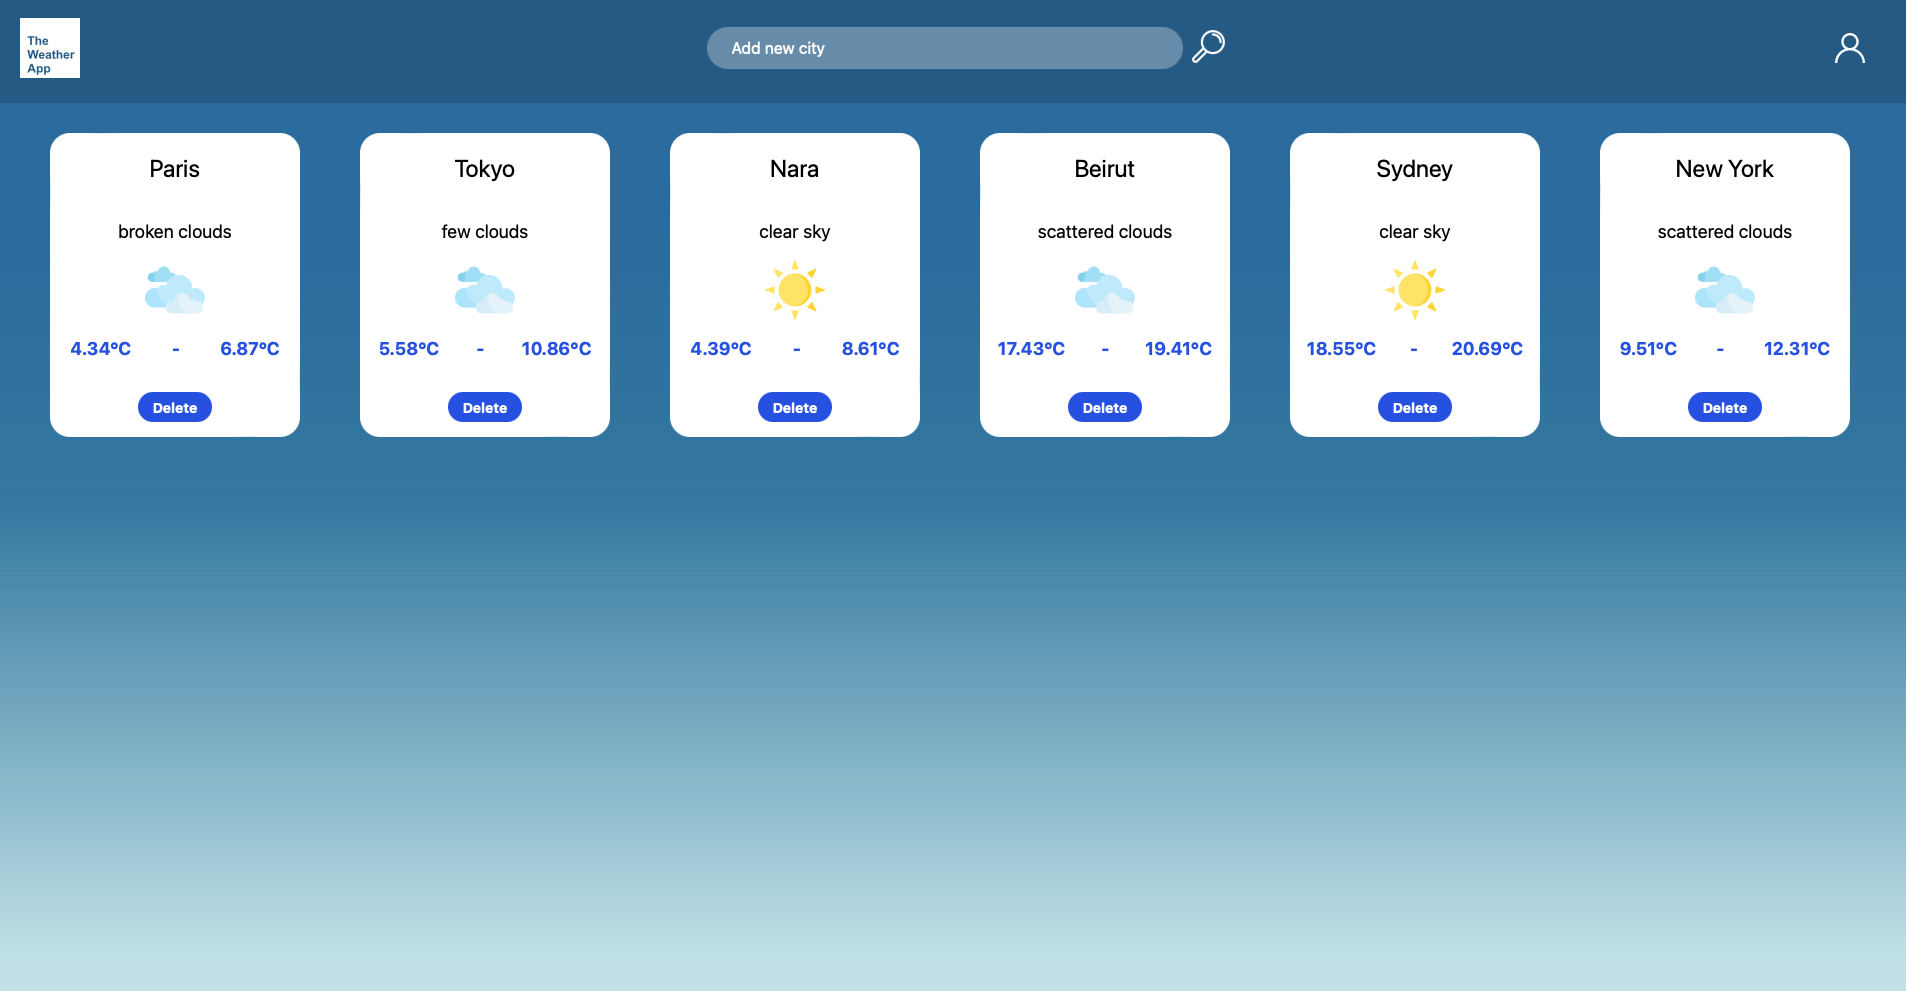 The
Weather
App
Add new city
Paris
broken clouds
4.34°C - 6.87°C
Delete
Tokyo
few clouds
5.58°C - 10.86°C
Delete
Nara
clear sky
4.39°C - 8.61°C
Delete
Beirut
scattered clouds
17.43°C - 19.41°C
Delete
Sydney
clear sky
18.55°C - 20.69°C
Delete
New York
scattered clouds
9.51°C - 12.31°C
Delete